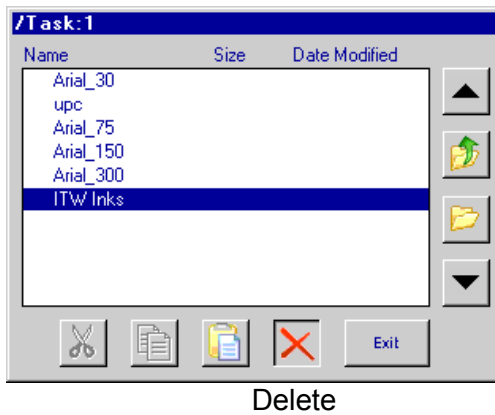 /Task:1
Name Size Date Modified
Arial_30
upc
Arial_75
Arial_150
Arial_300
ITW Inks
Exit
Delete